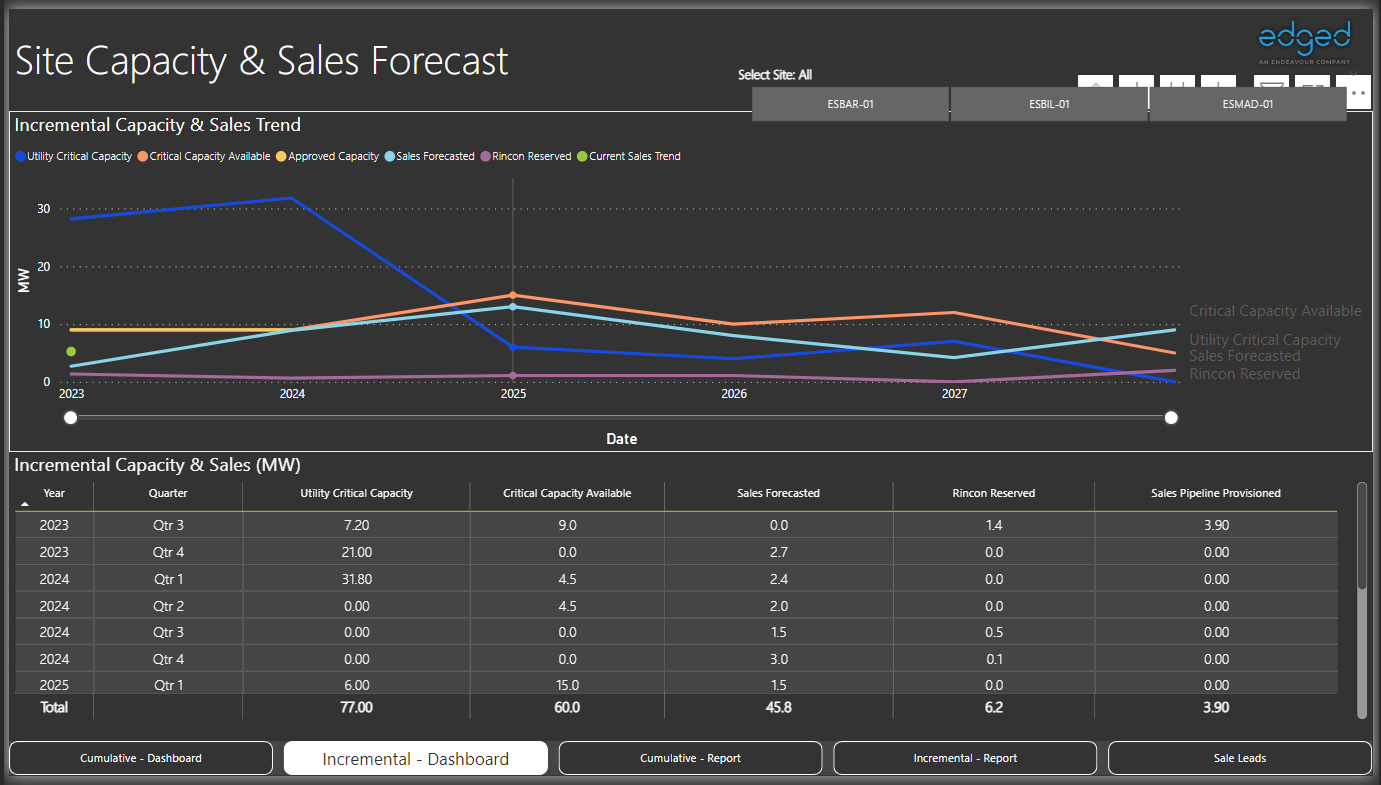 Site Capacity & Sales Forecast
edged
AN ENDEAVOUR COMPANY
Select Site: All
ESBAR-01 ESBIL-01 ESMAD-01
Incremental Capacity & Sales Trend
Utility Critical Capacity Critical Capacity Available Approved Capacity Sales Forecasted Rincon Reserved Current Sales Trend
30
20
10
0
MW
Critical Capacity Available
Utility Critical Capacity
Sales Forecasted
Rincon Reserved
2023 2024 2025 2026 2027
Date
Incremental Capacity & Sales (MW)
Year Quarter Utility Critical Capacity Critical Capacity Available Sales Forecasted Rincon Reserved Sales Pipeline Provisioned
2023 Qtr 3 7.20 9.0 0.0 1.4 3.90
2023 Qtr 4 21.00 0.0 2.7 0.0 0.00
2024 Qtr 1 31.80 4.5 2.4 0.0 0.00
2024 Qtr 2 0.00 4.5 2.0 0.0 0.00
2024 Qtr 3 0.00 0.0 1.5 0.5 0.00
2024 Qtr 4 0.00 0.0 3.0 0.1 0.00
2025 Qtr 1 6.00 15.0 1.5 0.0 0.00
Total 77.00 60.0 45.8 6.2 3.90
Cumulative - Dashboard Incremental - Dashboard Cumulative - Report Incremental - Report Sale Leads